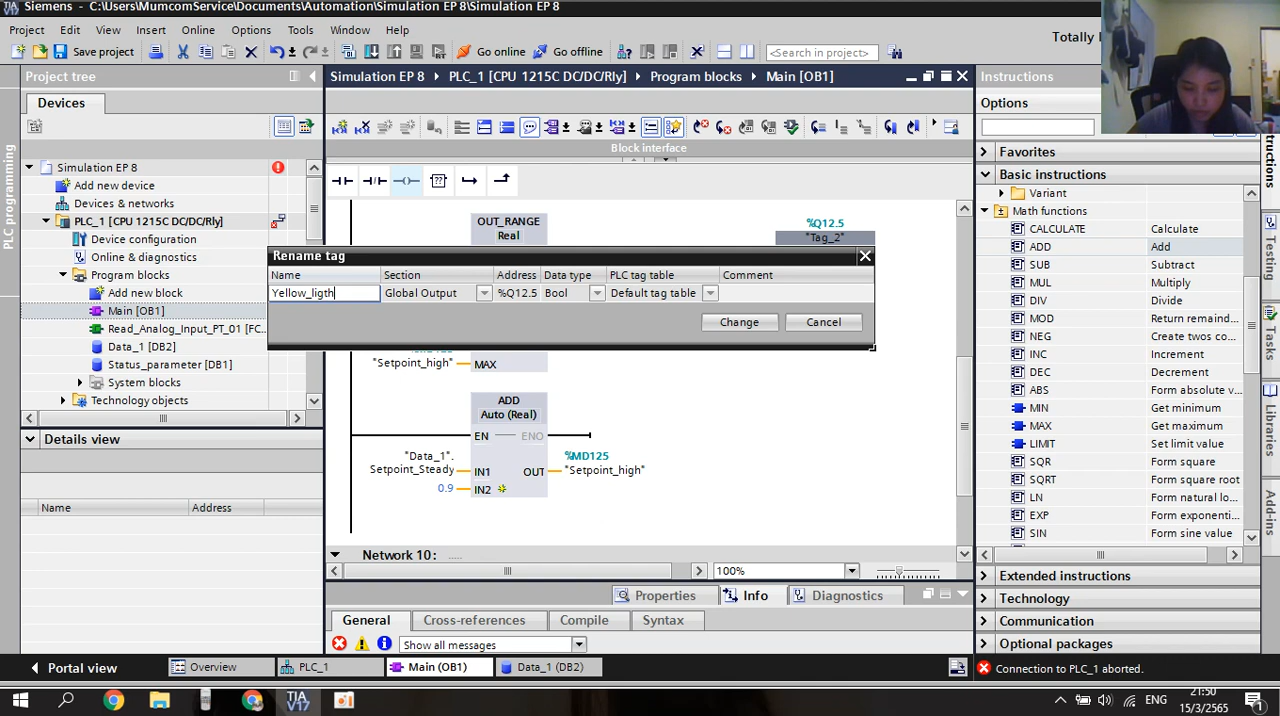 Siemens - C:\Users\MumcomService\Documents\Automation\Simulation EP 8\Simulation EP 8
Project Edit View Insert Online Options Tools Window Help
Save project Go online Go offline <Search in project>
Project tree
Devices
PLC programming
Simulation EP 8
Add new device
Devices & networks
PLC_1 [CPU 1215C DC/DC/Rly]
Device configuration
Online & diagnostics
Program blocks
Add new block
Main [OB1]
Read_Analog_Input_PT_01 [FC...
Data_1 [DB2]
Status_parameter [DB1]
System blocks
Technology objects
Details view
Name Address
Simulation EP 8 PLC_1 [CPU 1215C DC/DC/Rly] Program blocks Main [OB1]
Block interface
??
OUT_RANGE
Real
%Q12.5
"Tag_2"
Rename tag
Name Section Address Data type PLC tag table Comment
Yellow_ligth Global Output %Q12.5 Bool Default tag table
Change Cancel
"Setpoint_high" MAX
ADD
Auto (Real)
EN ENO
"Data_1".
Setpoint_Steady IN1
0.9 IN2
OUT
%MD125
"Setpoint_high"
Network 10: .....
100%
Properties Info Diagnostics
General Cross-references Compile Syntax
Show all messages
Instructions
Options
Favorites
Basic instructions
Variant
Math functions
CALCULATE Calculate
ADD Add
SUB Subtract
MUL Multiply
DIV Divide
MOD Return remaind...
NEG Create twos co...
INC Increment
DEC Decrement
ABS Form absolute v...
MIN Get minimum
MAX Get maximum
LIMIT Set limit value
SQR Form square
SQRT Form square root
LN Form natural lo...
EXP Form exponenti...
SIN Form sine value
Extended instructions
Technology
Communication
Optional packages
Testing
Tasks
Libraries
Add-ins
Portal view Overview PLC_1 Main (OB1) Data_1 (DB2)
Connection to PLC_1 aborted.
ENG
21:50
15/3/2565